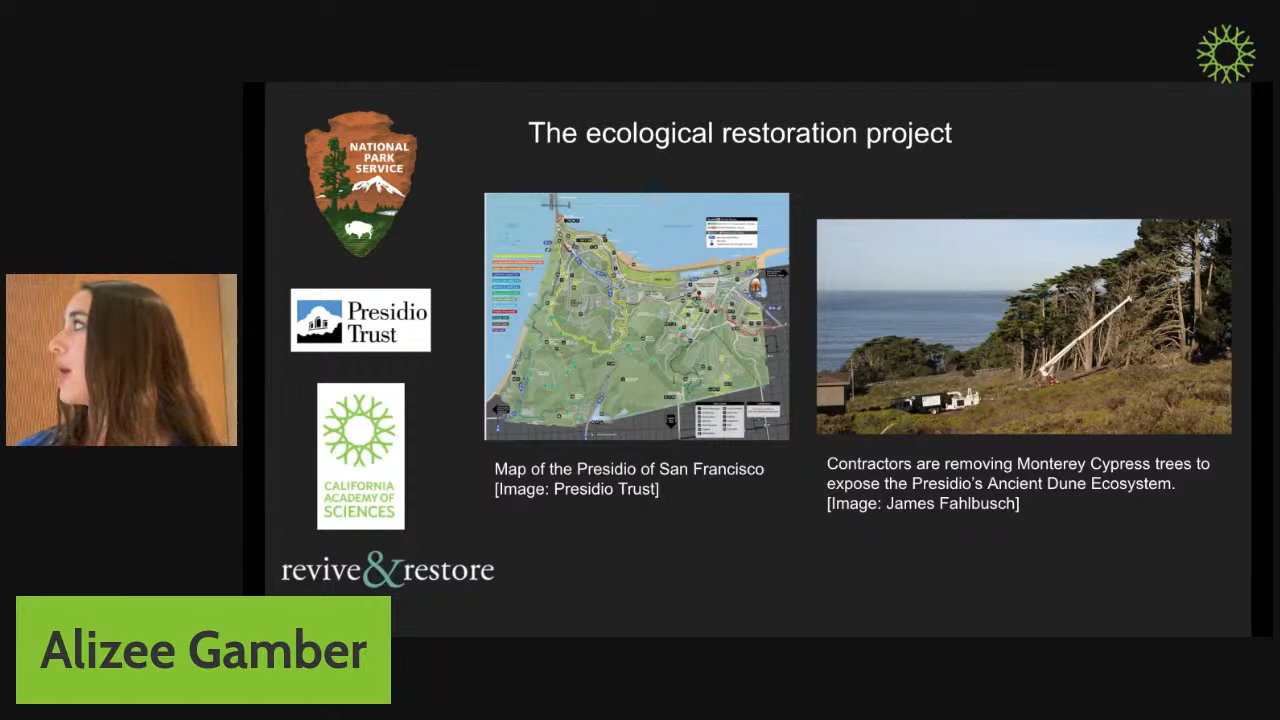 The ecological restoration project
NATIONAL
PARK
SERVICE
Presidio
Trust
CALIFORNIA
ACADEMY OF
SCIENCES
revive&restore
Map of the Presidio of San Francisco
[Image: Presidio Trust]
Contractors are removing Monterey Cypress trees to
expose the Presidio's Ancient Dune Ecosystem.
[Image: James Fahlbusch]
Alizee Gamber